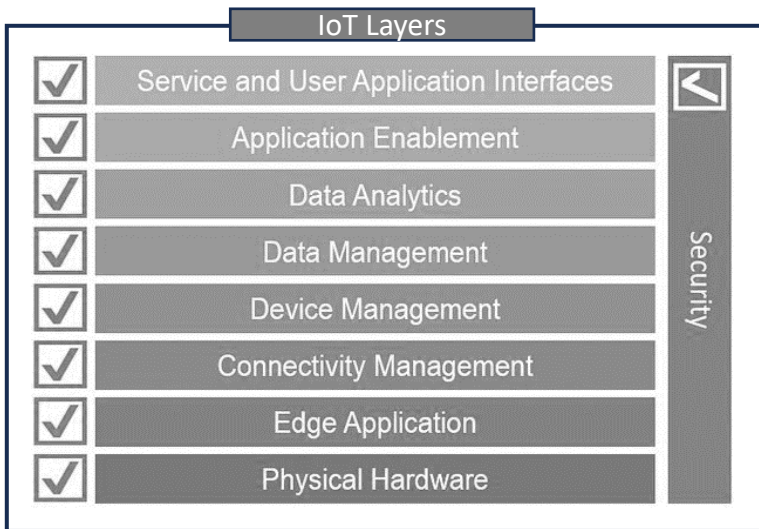 IoT Layers
Service and User Application Interfaces
Application Enablement
Data Analytics
Data Management
Device Management
Connectivity Management
Edge Application
Physical Hardware
Security